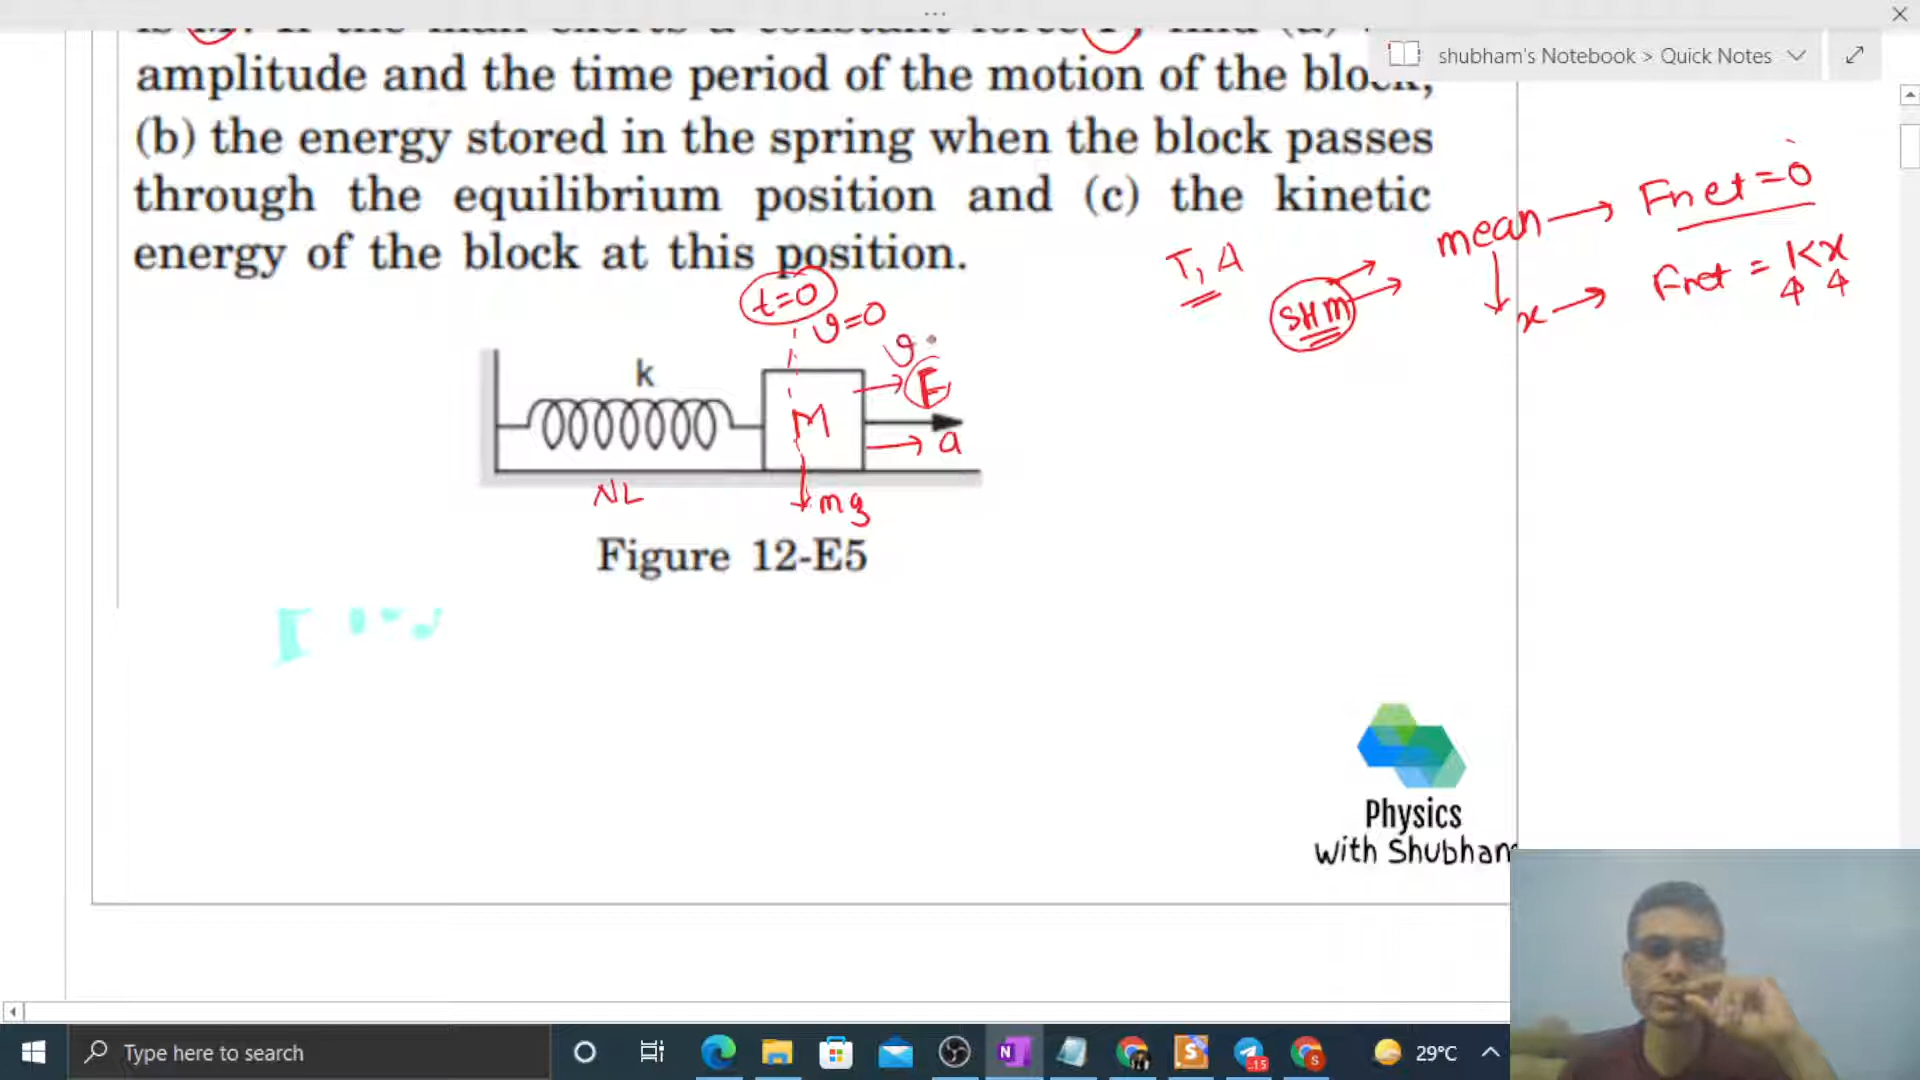 amplitude and the time period of the motion of the block,
(b) the energy stored in the spring when the block passes
through the equilibrium position and (c) the kinetic
energy of the block at this position.
shubham's Notebook > Quick Notes
T, A
SHM
mean → Fnet = 0
x → Fnet = kx
t=0
v=0
v
k
M
F
a
NL
mg
Figure 12-E5
Physics
with Shubham
Type here to search
29°C